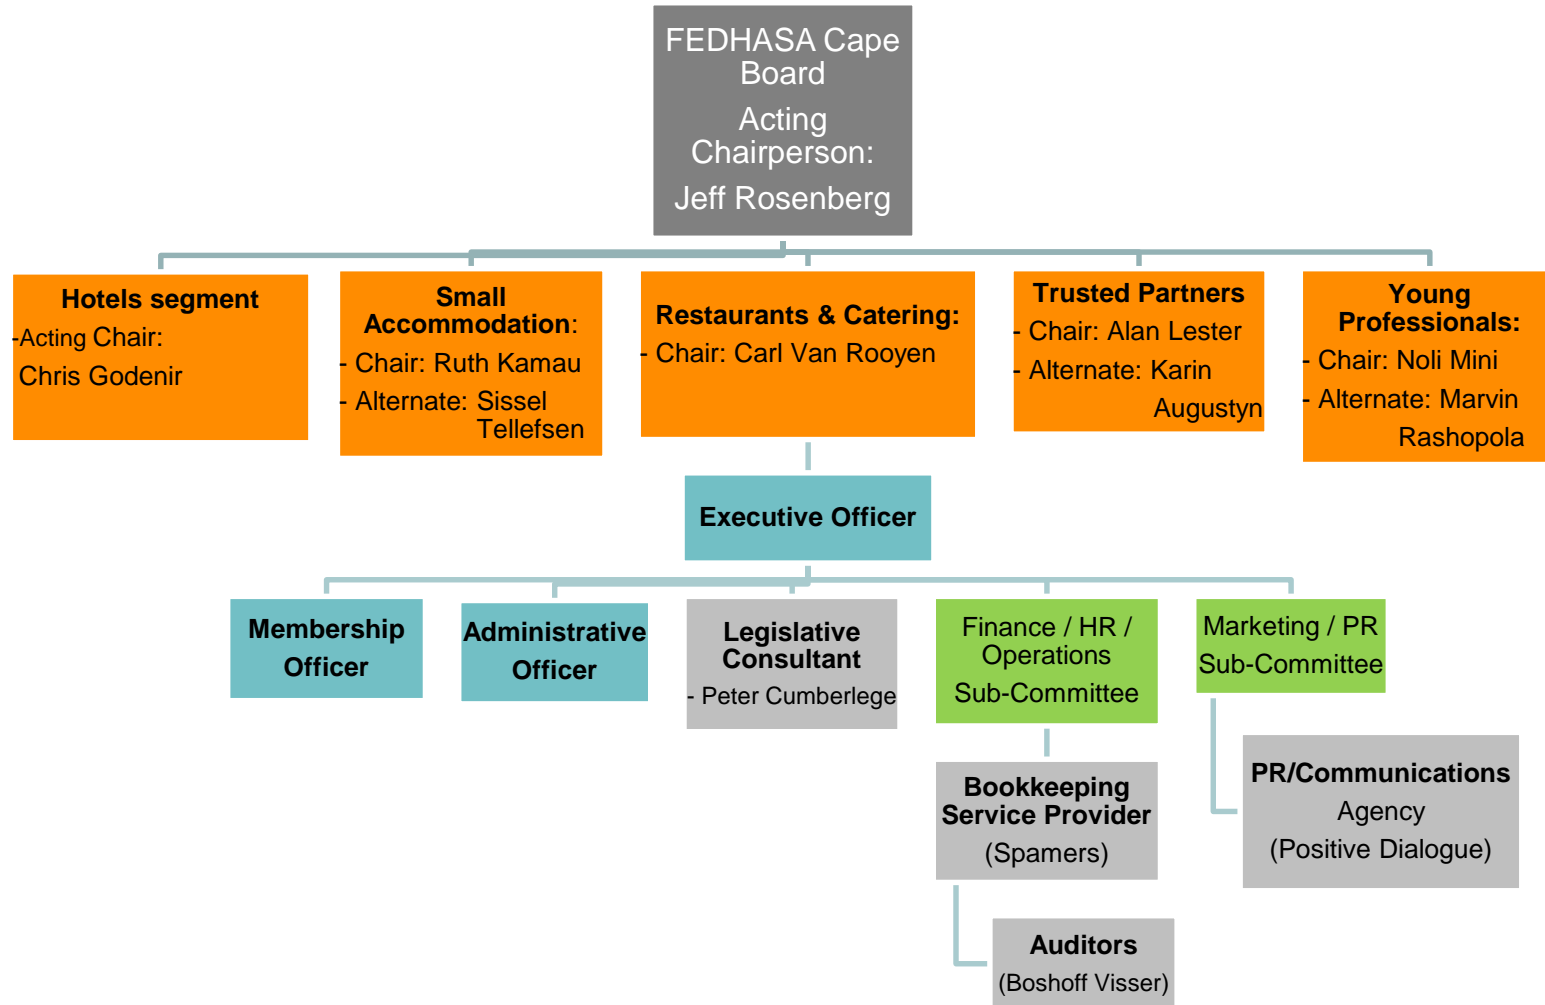 FEDHASA Cape
Board
Acting
Chairperson:
Jeff Rosenberg
Hotels segment
-Acting Chair:
Chris Godenir
Small
Accommodation:
- Chair: Ruth Kamau
- Alternate: Sissel
Tellefsen
Restaurants & Catering:
- Chair: Carl Van Rooyen
Trusted Partners
- Chair: Alan Lester
- Alternate: Karin
Augustyn
Young
Professionals:
- Chair: Noli Mini
- Alternate: Marvin
Rashopola
Executive Officer
Membership
Officer
Administrative
Officer
Legislative
Consultant
- Peter Cumberlege
Finance / HR /
Operations
Sub-Committee
Marketing / PR
Sub-Committee
Bookkeeping
Service Provider
(Spamers)
PR/Communications
Agency
(Positive Dialogue)
Auditors
(Boshoff Visser)